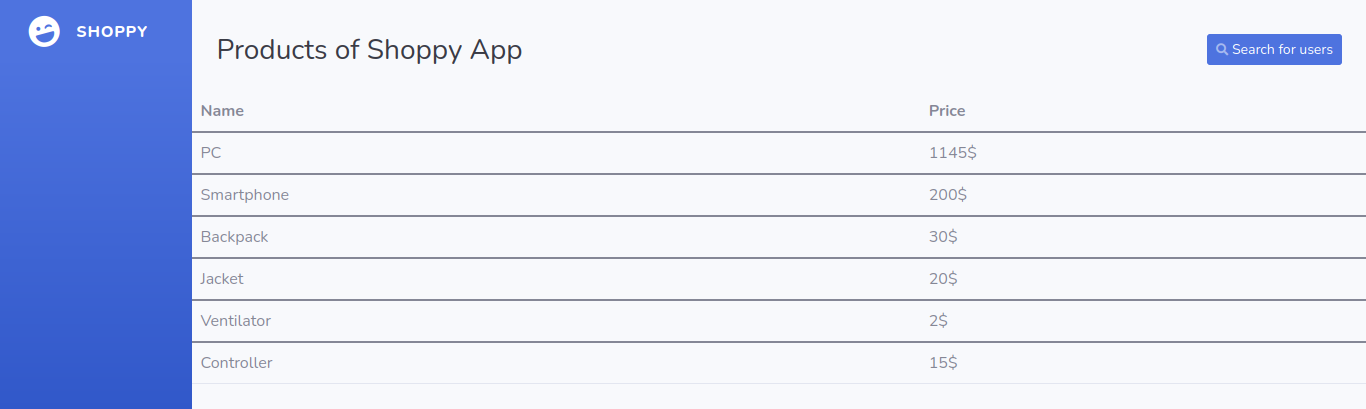 SHOPPY
Products of Shoppy App
Search for users
Name Price
PC 1145$
Smartphone 200$
Backpack 30$
Jacket 20$
Ventilator 2$
Controller 15$